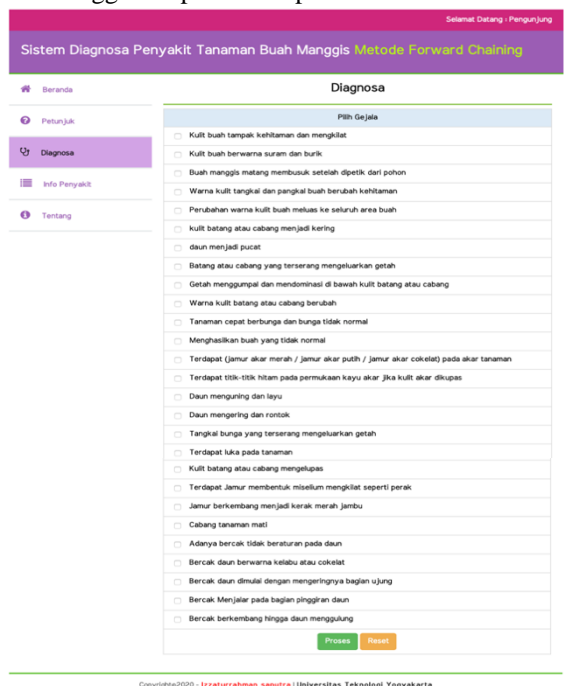 Selamat Datang : Pengunjung
Sistem Diagnosa Penyakit Tanaman Buah Manggis Metode Forward Chaining
Beranda
Petunjuk
Diagnosa
Info Penyakit
Tentang
Diagnosa
Pilih Gejala
Kulit buah tampak kehitaman dan mengkilat
Kulit buah berwarna suram dan burik
Buah manggis matang membusuk setelah dipetik dari pohon
Warna kulit tangkai dan pangkal buah berubah kehitaman
Perubahan warna kulit buah meluas ke seluruh area buah
kulit batang atau cabang menjadi kering
daun menjadi pucat
Batang atau cabang yang terserang mengeluarkan getah
Getah menggumpal dan mendominasi di bawah kulit batang atau cabang
Warna kulit batang atau cabang berubah
Tanaman cepat berbunga dan bunga tidak normal
Menghasilkan buah yang tidak normal
Terdapat (jamur akar merah / jamur akar putih / jamur akar cokelat) pada akar tanaman
Terdapat titik-titik hitam pada permukaan kayu akar jika kulit akar dikupas
Daun menguning dan layu
Daun mengering dan rontok
Tangkai bunga yang terserang mengeluarkan getah
Terdapat luka pada tanaman
Kulit batang atau cabang mengelupas
Terdapat Jamur membentuk miselium mengkilat seperti perak
Jamur berkembang menjadi kerak merah jambu
Cabang tanaman mati
Adanya bercak tidak beraturan pada daun
Bercak daun berwarna kelabu atau cokelat
Bercak daun dimulai dengan mengeringnya bagian ujung
Bercak Menjalar pada bagian pinggiran daun
Bercak berkembang hingga daun menggulung
Proses Reset
Copyrights2020 - Izzaturrahman saputra | Universitas Teknologi Yogyakarta